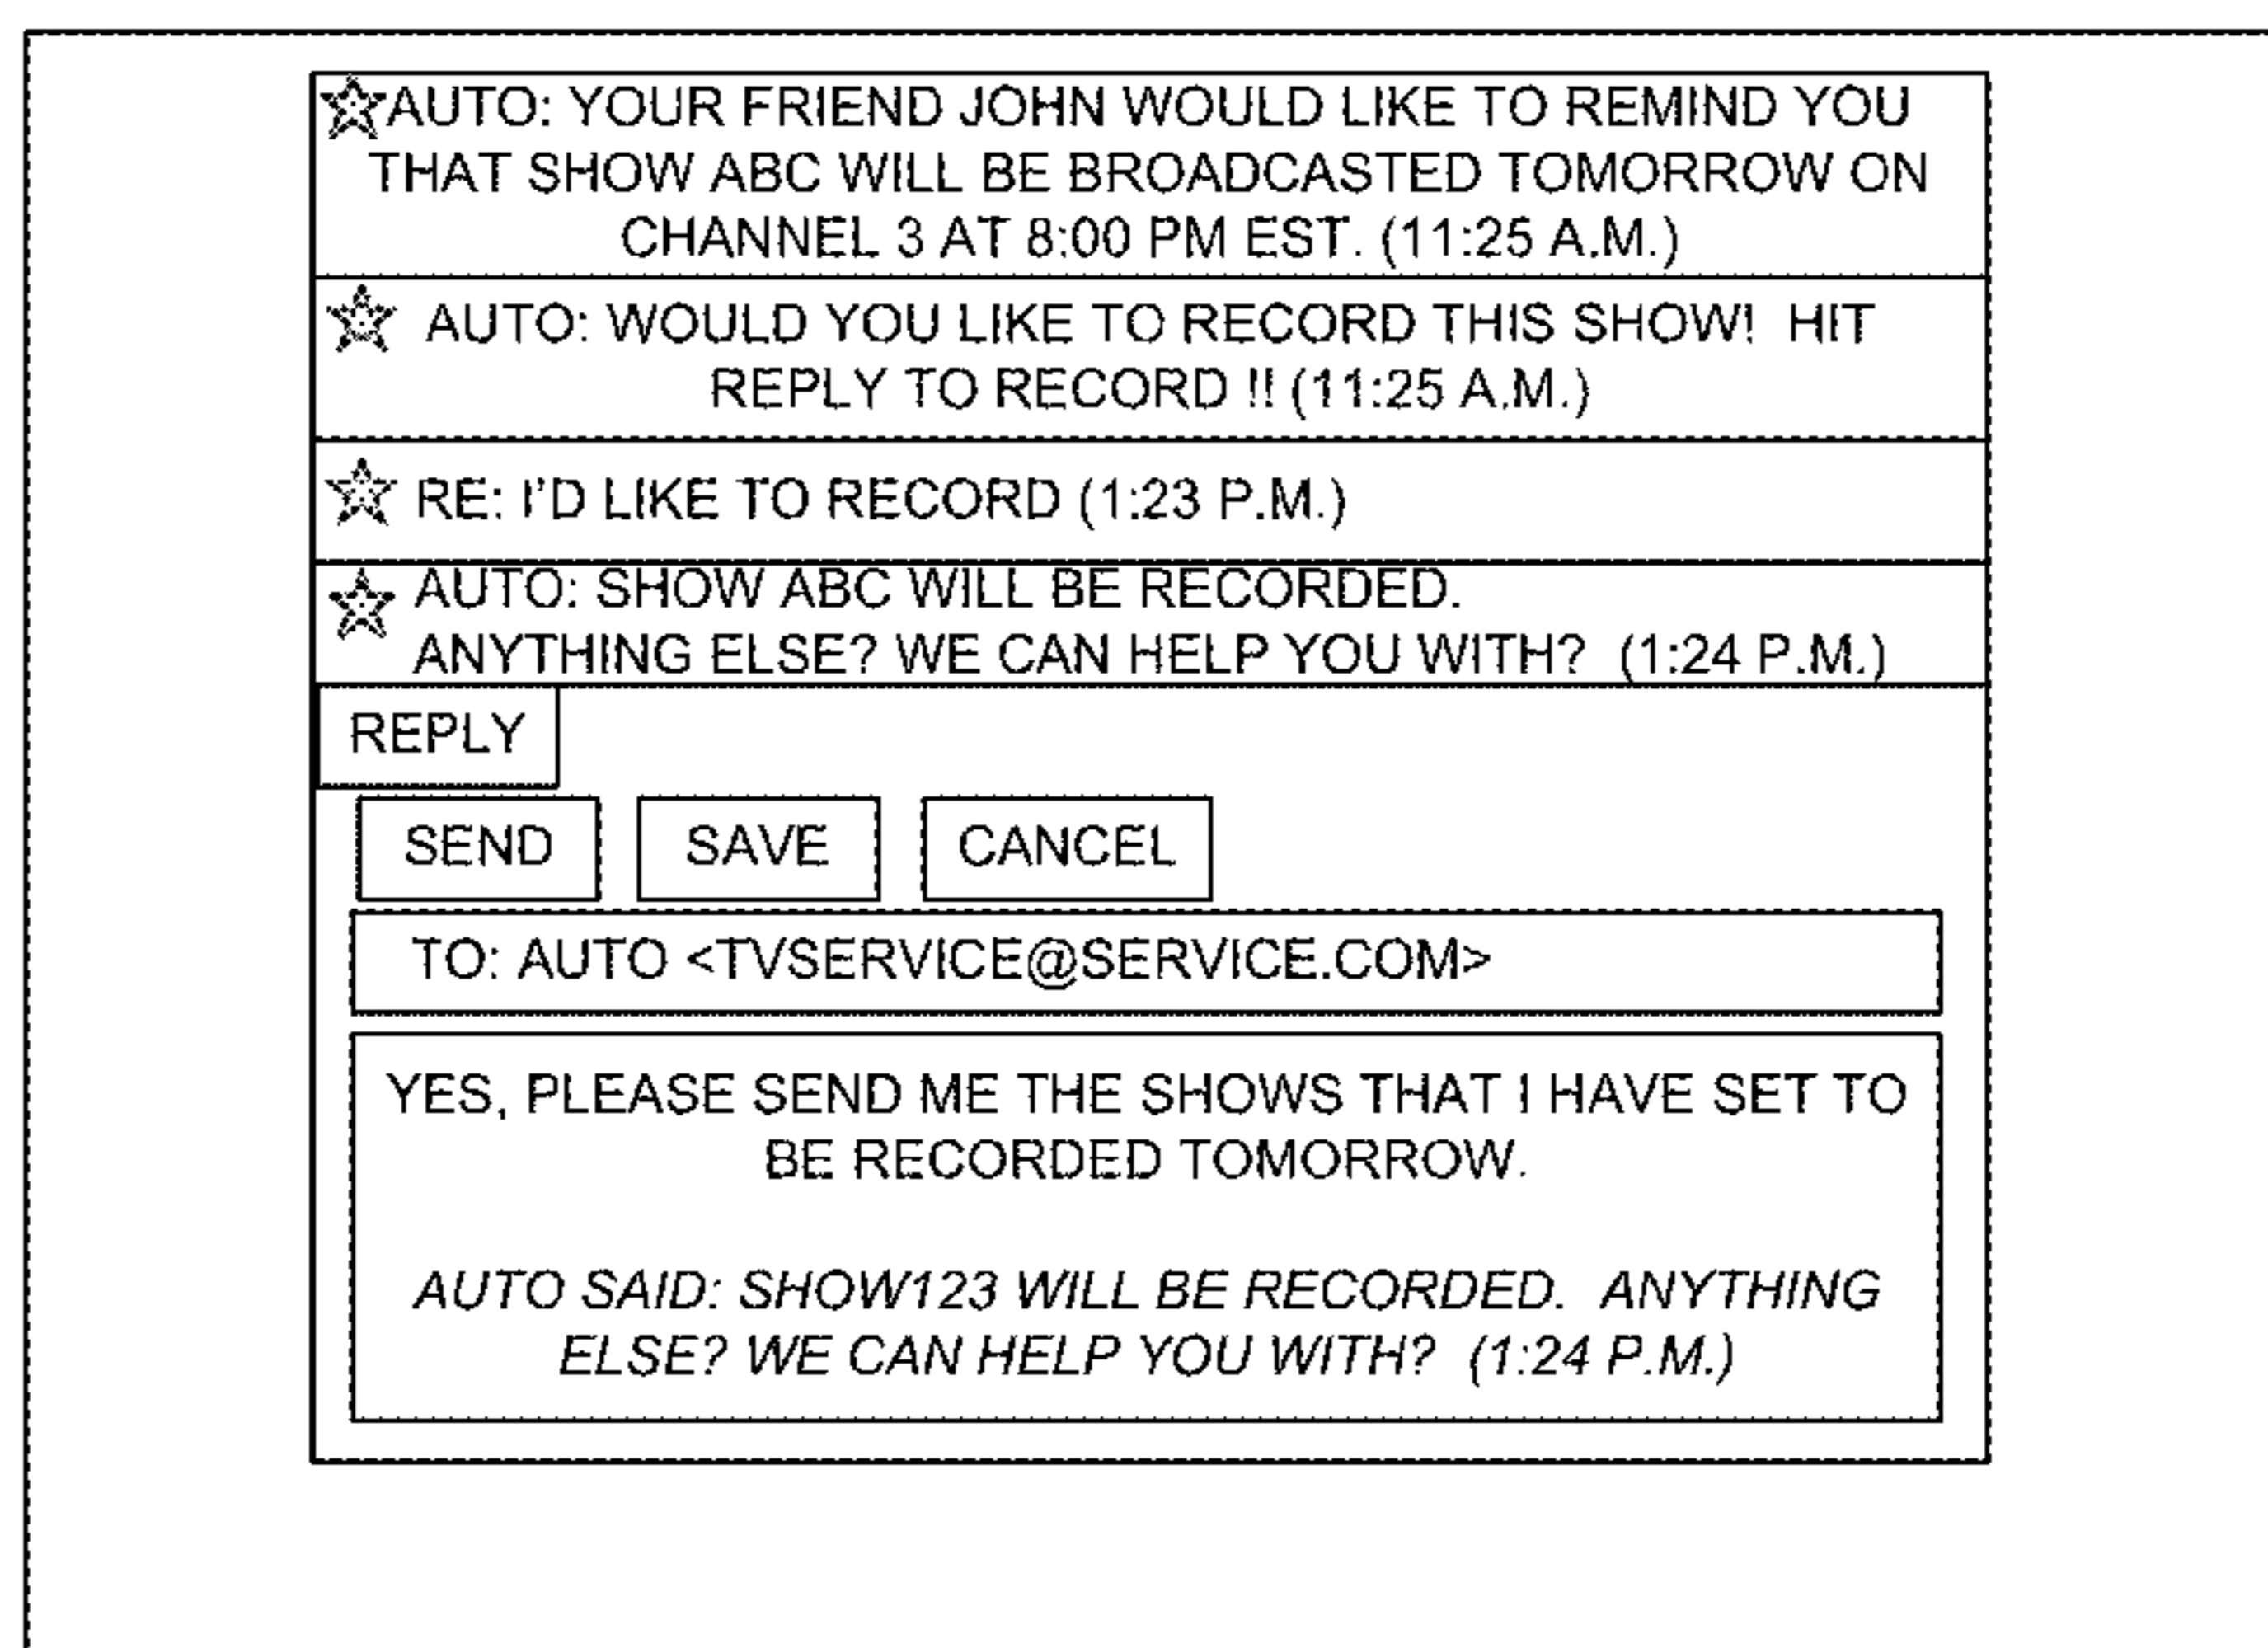 AUTO: YOUR FRIEND JOHN WOULD LIKE TO REMIND YOU
THAT SHOW ABC WILL BE BROADCASTED TOMORROW ON
CHANNEL 3 AT 8:00 PM EST. (11:25 A.M.)
AUTO: WOULD YOU LIKE TO RECORD THIS SHOW!  HIT
REPLY TO RECORD !! (11:25 A.M.)
RE: I'D LIKE TO RECORD (1:23 P.M.)
AUTO: SHOW ABC WILL BE RECORDED.
ANYTHING ELSE? WE CAN HELP YOU WITH?  (1:24 P.M.)
REPLY
SEND SAVE CANCEL
TO: AUTO <TVSERVICE@SERVICE.COM>
YES, PLEASE SEND ME THE SHOWS THAT I HAVE SET TO
BE RECORDED TOMORROW.
AUTO SAID: SHOW123 WILL BE RECORDED.  ANYTHING
ELSE? WE CAN HELP YOU WITH?  (1:24 P.M.)